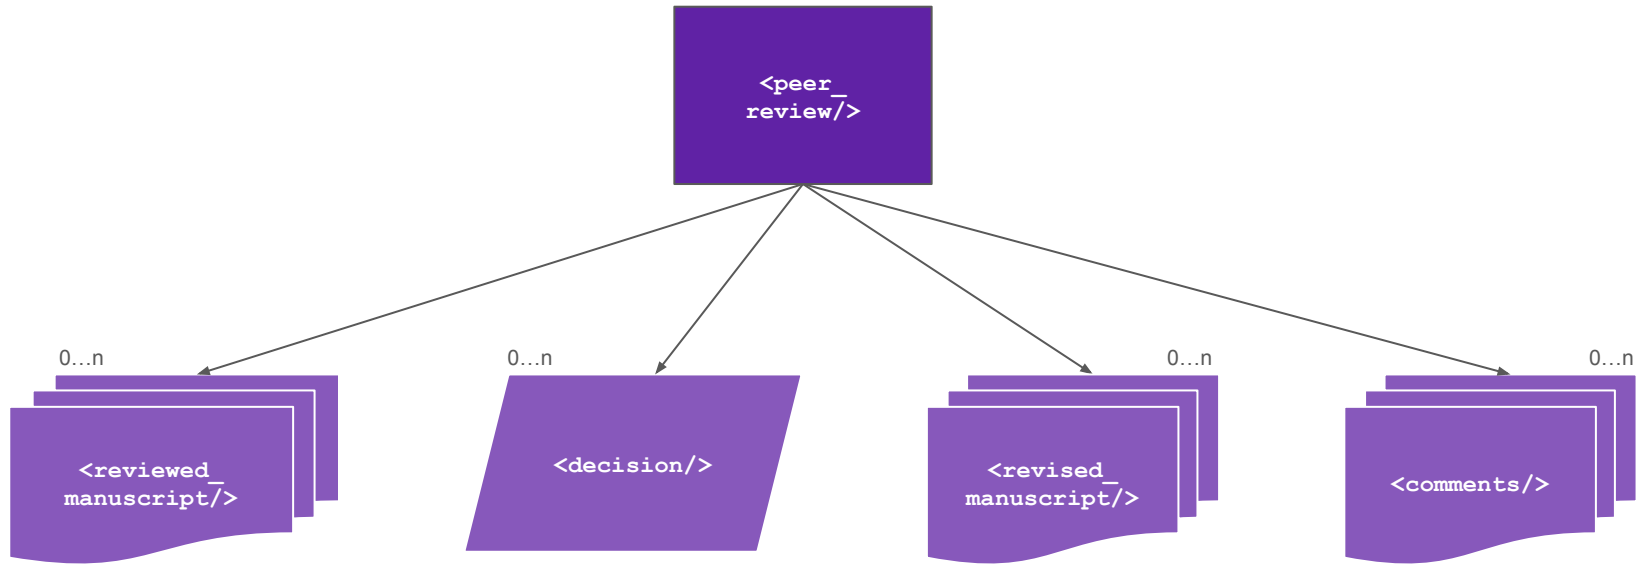 <peer_
review/>
0...n
0...n
0...n
0...n
<reviewed_
manuscript/>
<decision/>
<revised_
manuscript/>
<comments/>